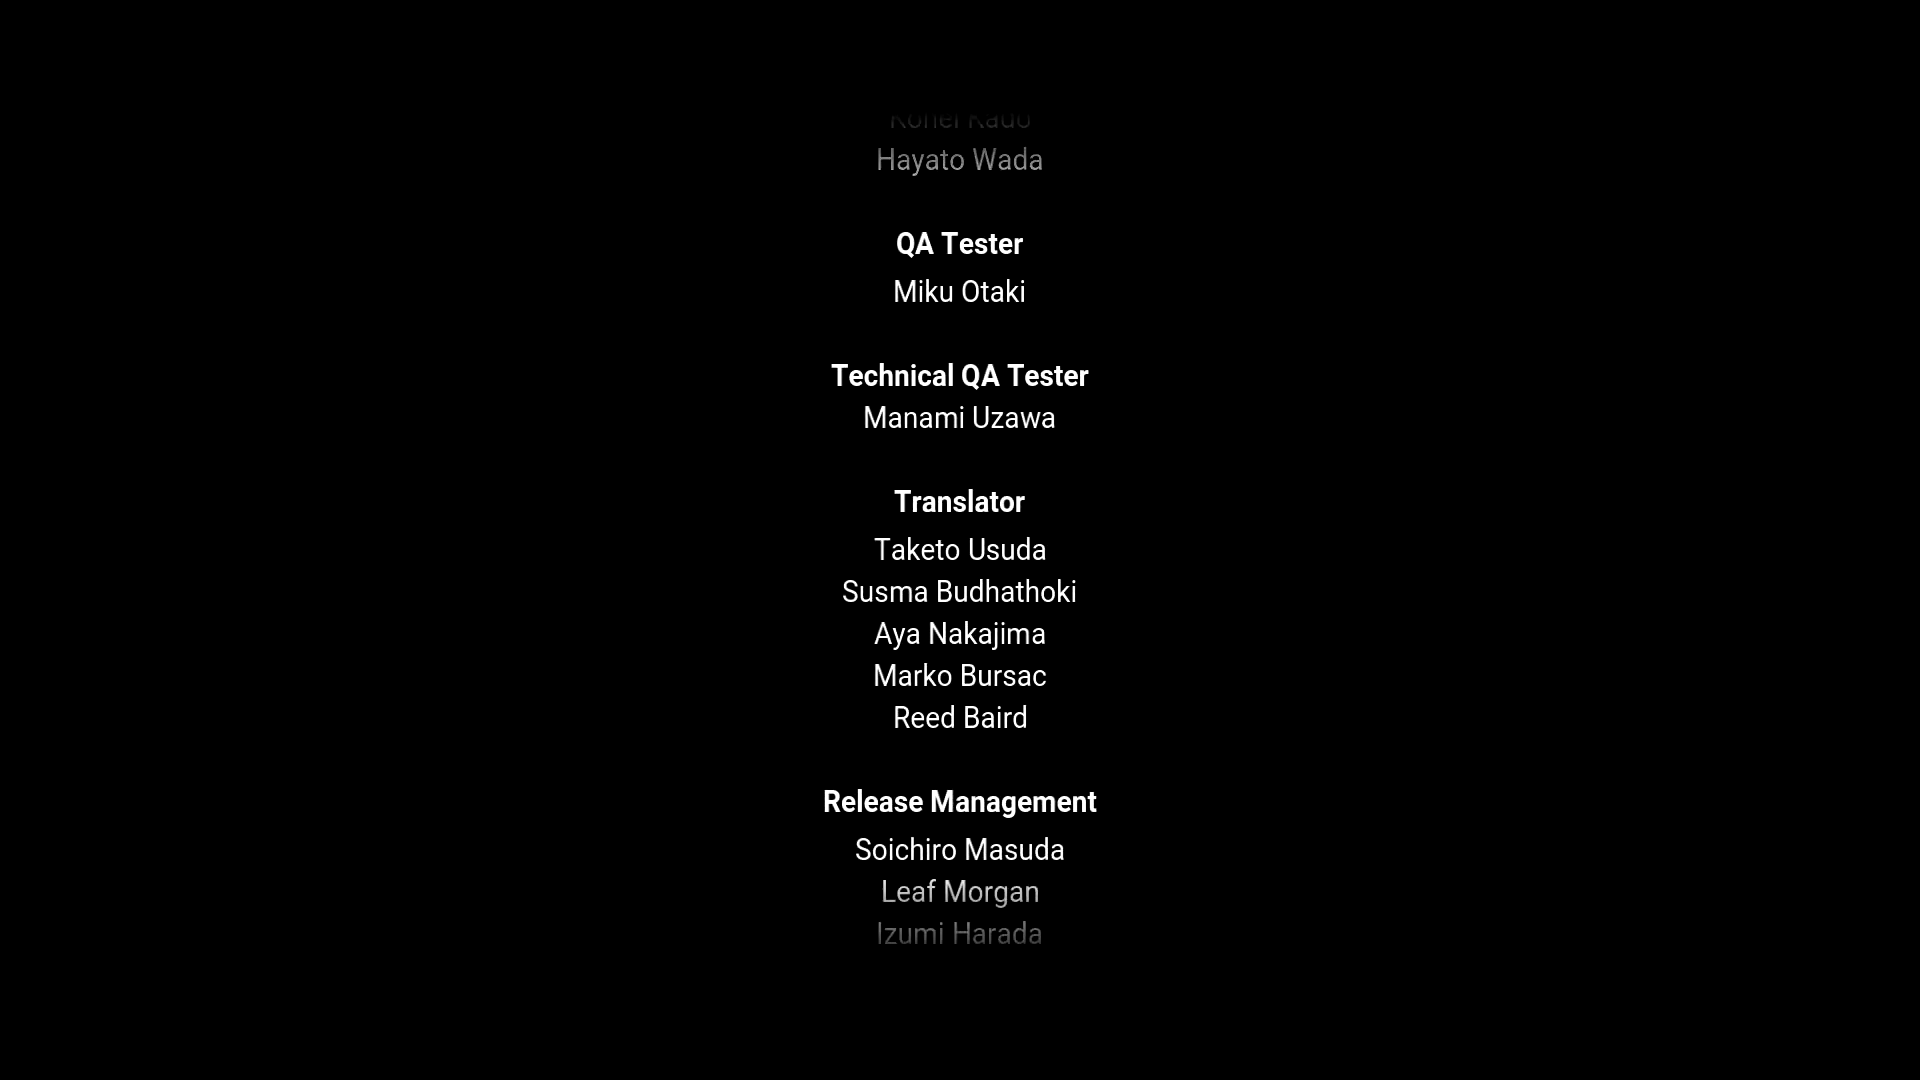 Hayato Wada
QA Tester
Miku Otaki
Technical QA Tester
Manami Uzawa
Translator
Taketo Usuda
Susma Budhathoki
Aya Nakajima
Marko Bursac
Reed Baird
Release Management
Soichiro Masuda
Leaf Morgan
Izumi Harada